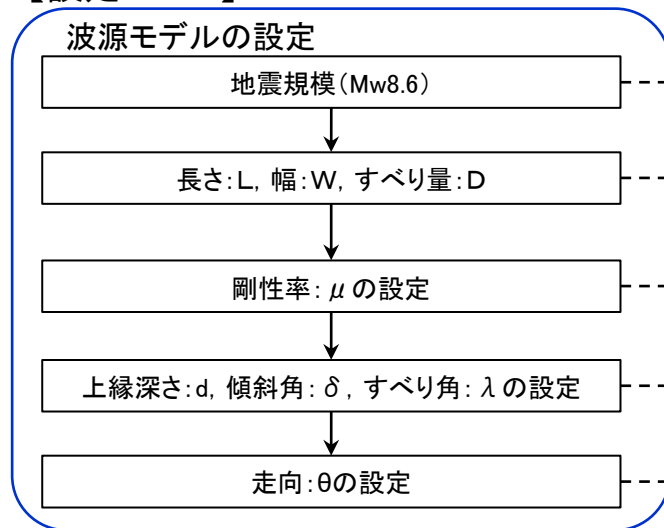 波源モデルの設定
地震規模(Mw8.6)
長さ:L, 幅:W, すべり量:D
剛性率:μの設定
上縁深さ:d, 傾斜角:δ, すべり角:λの設定
走向:θの設定